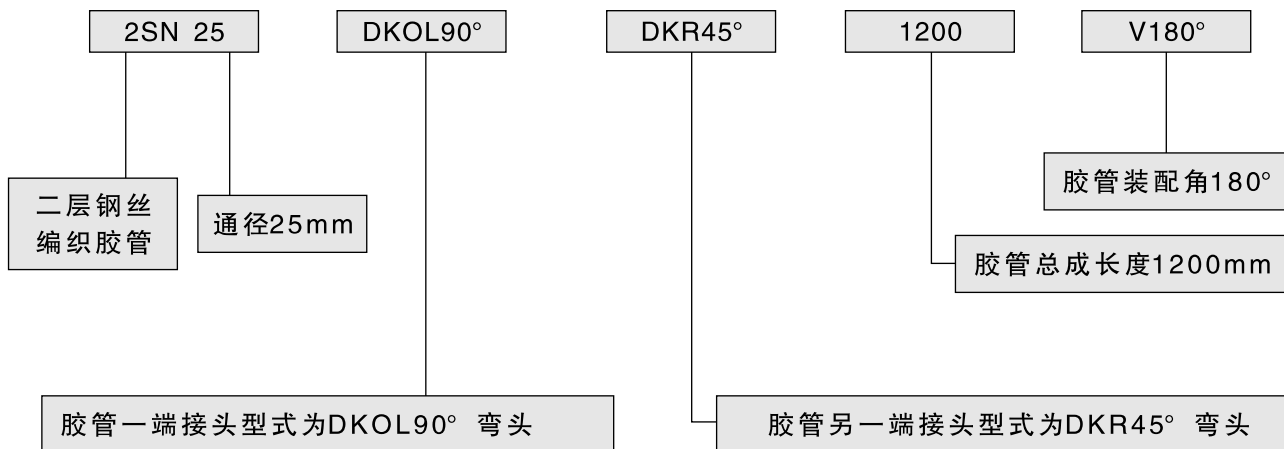 2SN 25
DKOL90°
DKR45°
1200
V180°
胶管装配角180°
二层钢丝
编织胶管
通径25mm
胶管总成长度1200mm
胶管一端接头型式为DKOL90° 弯头
胶管另一端接头型式为DKR45° 弯头